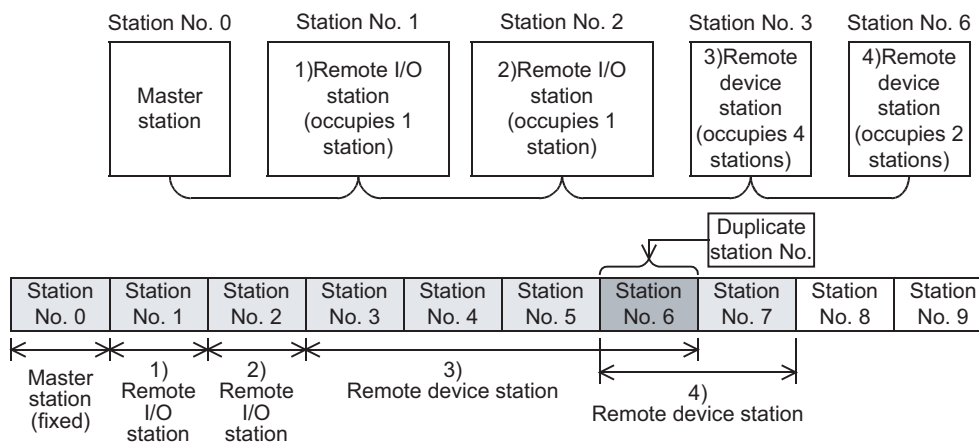 Station No. 0
Station No. 1
Station No. 2
Station No. 3
Station No. 6
Master
station
1)Remote I/O
station
(occupies 1
station)
2)Remote I/O
station
(occupies 1
station)
3)Remote
device
station
(occupies 4
stations)
4)Remote
device
station
(occupies 2
stations)
Duplicate
station No.
Station
No. 0
Station
No. 1
Station
No. 2
Station
No. 3
Station
No. 4
Station
No. 5
Station
No. 6
Station
No. 7
Station
No. 8
Station
No. 9
Master
station
(fixed)
1)
Remote
I/O
station
2)
Remote
I/O
station
3)
Remote device station
4)
Remote device station